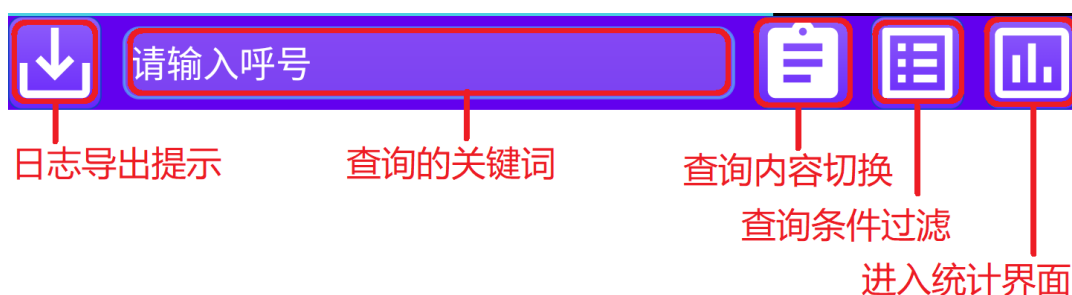 请输入呼号
日志导出提示
查询的关键词
查询内容切换
查询条件过滤
进入统计界面